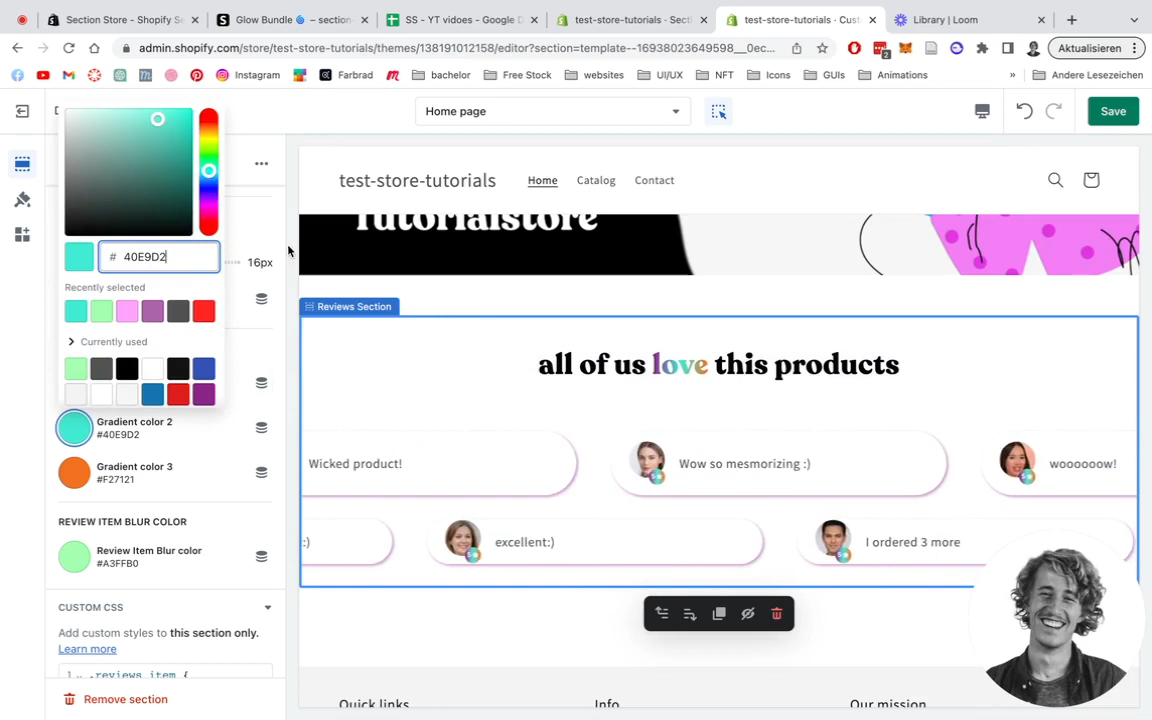 Section Store - Shopify Se
Glow Bundle 🌀 – section-
SS - YT vidoes - Google D
test-store-tutorials · Secti
test-store-tutorials · Cust
Library | Loom
admin.shopify.com/store/test-store-tutorials/themes/138191012158/editor?section=template--16938023649598__0ec...
2
Aktualisieren
Instagram
Farbrad
bachelor
Free Stock
websites
UI/UX
NFT
Icons
GUIs
Animations
»
Andere Lesezeichen
Home page
Save
# 40E9D2
16px
Recently selected
Currently used
Gradient color 2
#40E9D2
Gradient color 3
#F27121
REVIEW ITEM BLUR COLOR
Review Item Blur color
#A3FFB0
CUSTOM CSS
Add custom styles to this section only.
Learn more
1 .reviews_item {
Remove section
test-store-tutorials
Home
Catalog
Contact
Tutorialstore
Reviews Section
all of us love this products
Wicked product!
Wow so mesmorizing :)
woooooow!
:)
excellent:)
I ordered 3 more
Quick links
Info
Our mission